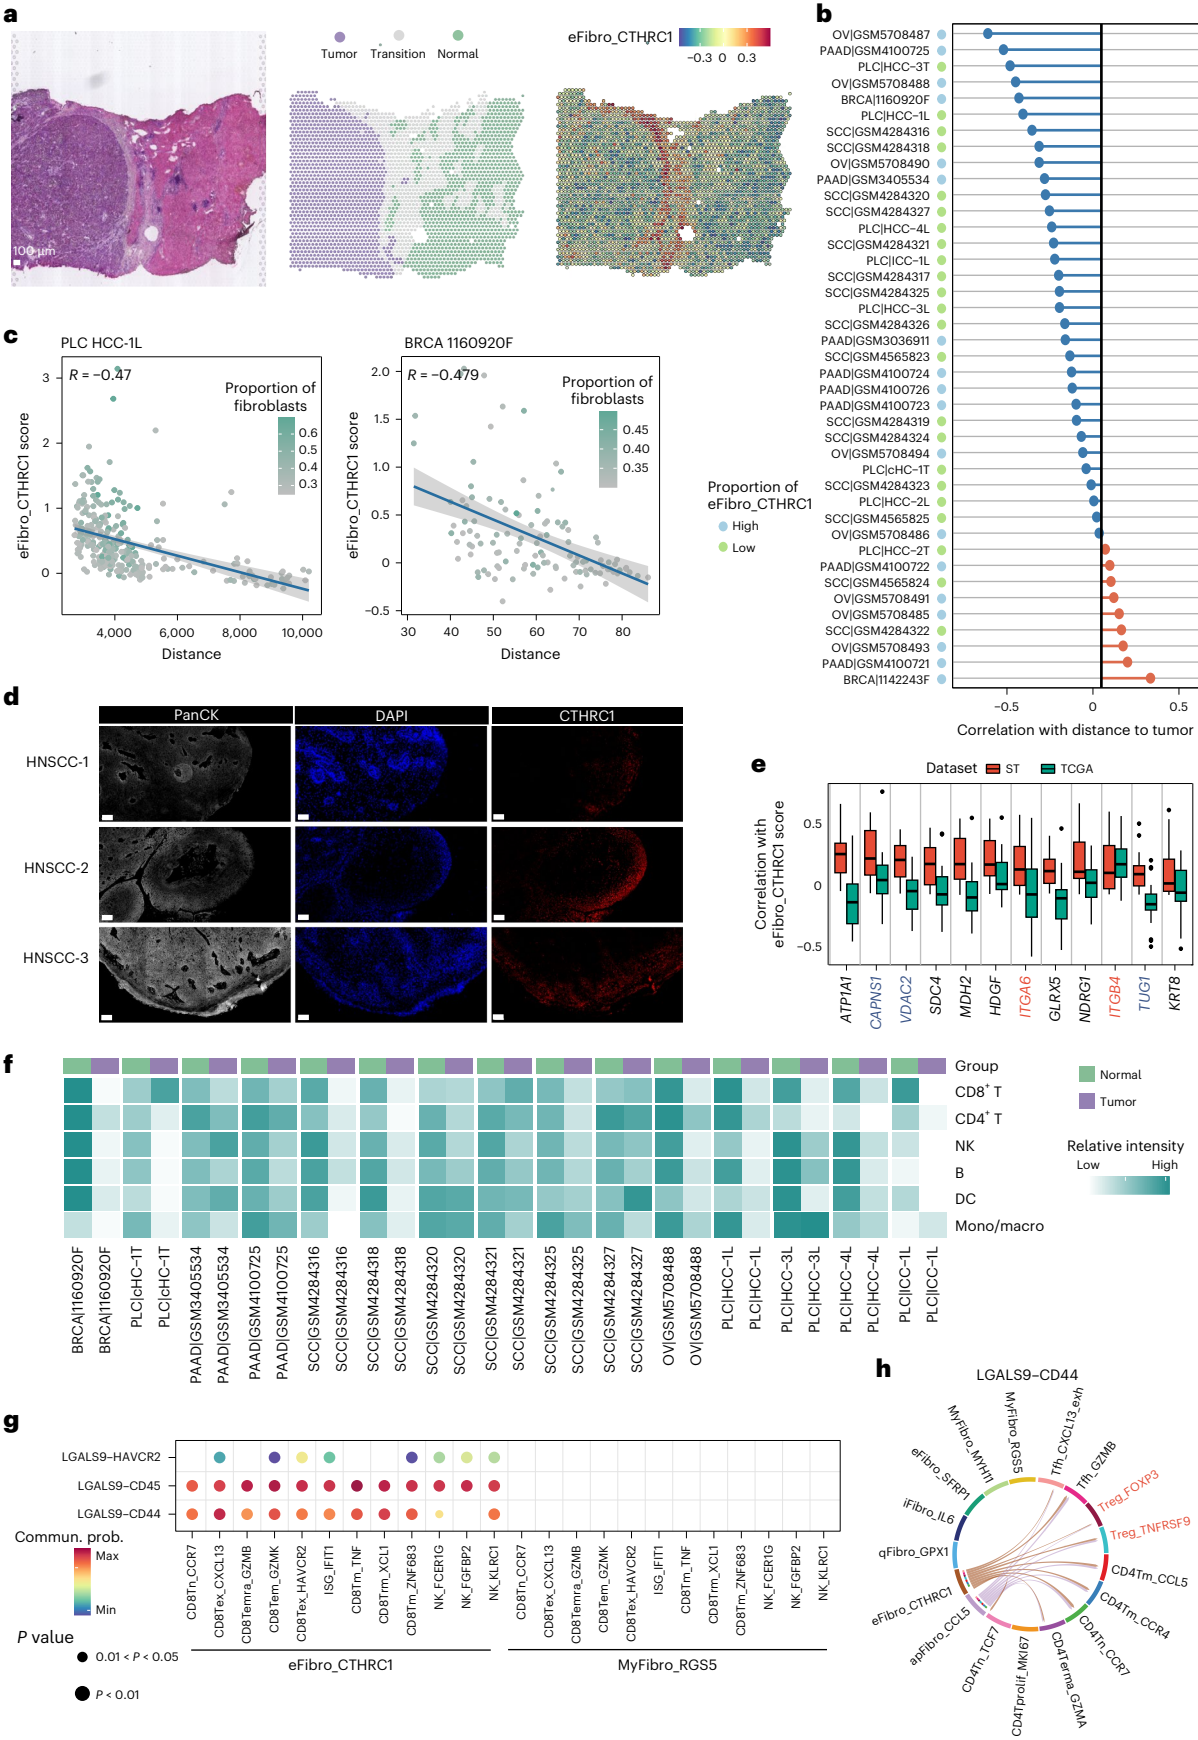 a
100 μm
Tumor
Transition
Normal
eFibro_CTHRC1
−0.3 0 0.3
b
OV|GSM5708487
PAAD|GSM4100725
PLC|HCC−3T
OV|GSM5708488
BRCA|1160920F
PLC|HCC−1L
SCC|GSM4284316
SCC|GSM4284318
OV|GSM5708490
PAAD|GSM3405534
SCC|GSM4284320
SCC|GSM4284327
PLC|HCC−4L
SCC|GSM4284321
PLC|ICC−1L
SCC|GSM4284317
SCC|GSM4284325
PLC|HCC−3L
SCC|GSM4284326
PAAD|GSM3036911
SCC|GSM4565823
PAAD|GSM4100724
PAAD|GSM4100726
PAAD|GSM4100723
SCC|GSM4284319
SCC|GSM4284324
OV|GSM5708494
PLC|cHC−1T
SCC|GSM4284323
PLC|HCC−2L
SCC|GSM4565825
OV|GSM5708486
PLC|HCC−2T
PAAD|GSM4100722
SCC|GSM4565824
OV|GSM5708491
OV|GSM5708485
SCC|GSM4284322
OV|GSM5708493
PAAD|GSM4100721
BRCA|1142243F
−0.5 0 0.5
Correlation with distance to tumor
Proportion of
eFibro_CTHRC1
High
Low
c
PLC HCC-1L
R = −0.47
Proportion of
fibroblasts
0.6
0.5
0.4
0.3
eFibro_CTHRC1 score
3
2
1
0
4,000 6,000 8,000 10,000
Distance
BRCA 1160920F
R = −0.479
Proportion of
fibroblasts
0.45
0.40
0.35
eFibro_CTHRC1 score
2.0
1.5
1.0
0.5
0
−0.5
30 40 50 60 70 80
Distance
d
PanCK DAPI CTHRC1
HNSCC-1
HNSCC-2
HNSCC-3
e
Dataset ST TCGA
Correlation with
eFibro_CTHRC1 score
0.5
0
−0.5
ATP1A1
CAPNS1
VDAC2
SDC4
MDH2
HDGF
ITGA6
GLRX5
NDRG1
ITGB4
TUG1
KRT8
f
Group
CD8+ T
CD4+ T
NK
B
DC
Mono/macro
Normal
Tumor
Relative intensity
Low High
BRCA|1160920F
BRCA|1160920F
PLC|cHC−1T
PLC|cHC−1T
PAAD|GSM3405534
PAAD|GSM3405534
PAAD|GSM4100725
PAAD|GSM4100725
SCC|GSM4284316
SCC|GSM4284316
SCC|GSM4284318
SCC|GSM4284318
SCC|GSM4284320
SCC|GSM4284320
SCC|GSM4284321
SCC|GSM4284321
SCC|GSM4284325
SCC|GSM4284325
SCC|GSM4284327
SCC|GSM4284327
OV|GSM5708488
OV|GSM5708488
PLC|HCC−1L
PLC|HCC−1L
PLC|HCC−3L
PLC|HCC−3L
PLC|HCC−4L
PLC|HCC−4L
PLC|ICC−1L
PLC|ICC−1L
g
LGALS9−HAVCR2
LGALS9−CD45
LGALS9−CD44
Commun. prob.
Max
Min
P value
0.01 < P < 0.05
P < 0.01
CD8Tn_CCR7
CD8Tex_CXCL13
CD8Temra_GZMB
CD8Tem_GZMK
CD8Tex_HAVCR2
ISG_IFIT1
CD8Tm_TNF
CD8Trm_XCL1
CD8Tm_ZNF683
NK_FCER1G
NK_FGFBP2
NK_KLRC1
eFibro_CTHRC1
CD8Tn_CCR7
CD8Tex_CXCL13
CD8Temra_GZMB
CD8Tem_GZMK
CD8Tex_HAVCR2
ISG_IFIT1
CD8Tm_TNF
CD8Trm_XCL1
CD8Tm_ZNF683
NK_FCER1G
NK_FGFBP2
NK_KLRC1
MyFibro_RGS5
h
LGALS9−CD44
Tfh_CXCL13_exh
Tfh_GZMB
Treg_FOXP3
Treg_TNFRSF9
CD4Tm_CCL5
CD4Tm_CCR4
CD4Tn_CCR7
CD4Temra_GZMA
CD4Tprolif_MKI67
CD4Tn_TCF7
apFibro_CCL5
eFibro_CTHRC1
qFibro_GPX1
iFibro_IL6
eFibro_SFRP1
MyFibro_MYH11
MyFibro_RGS5